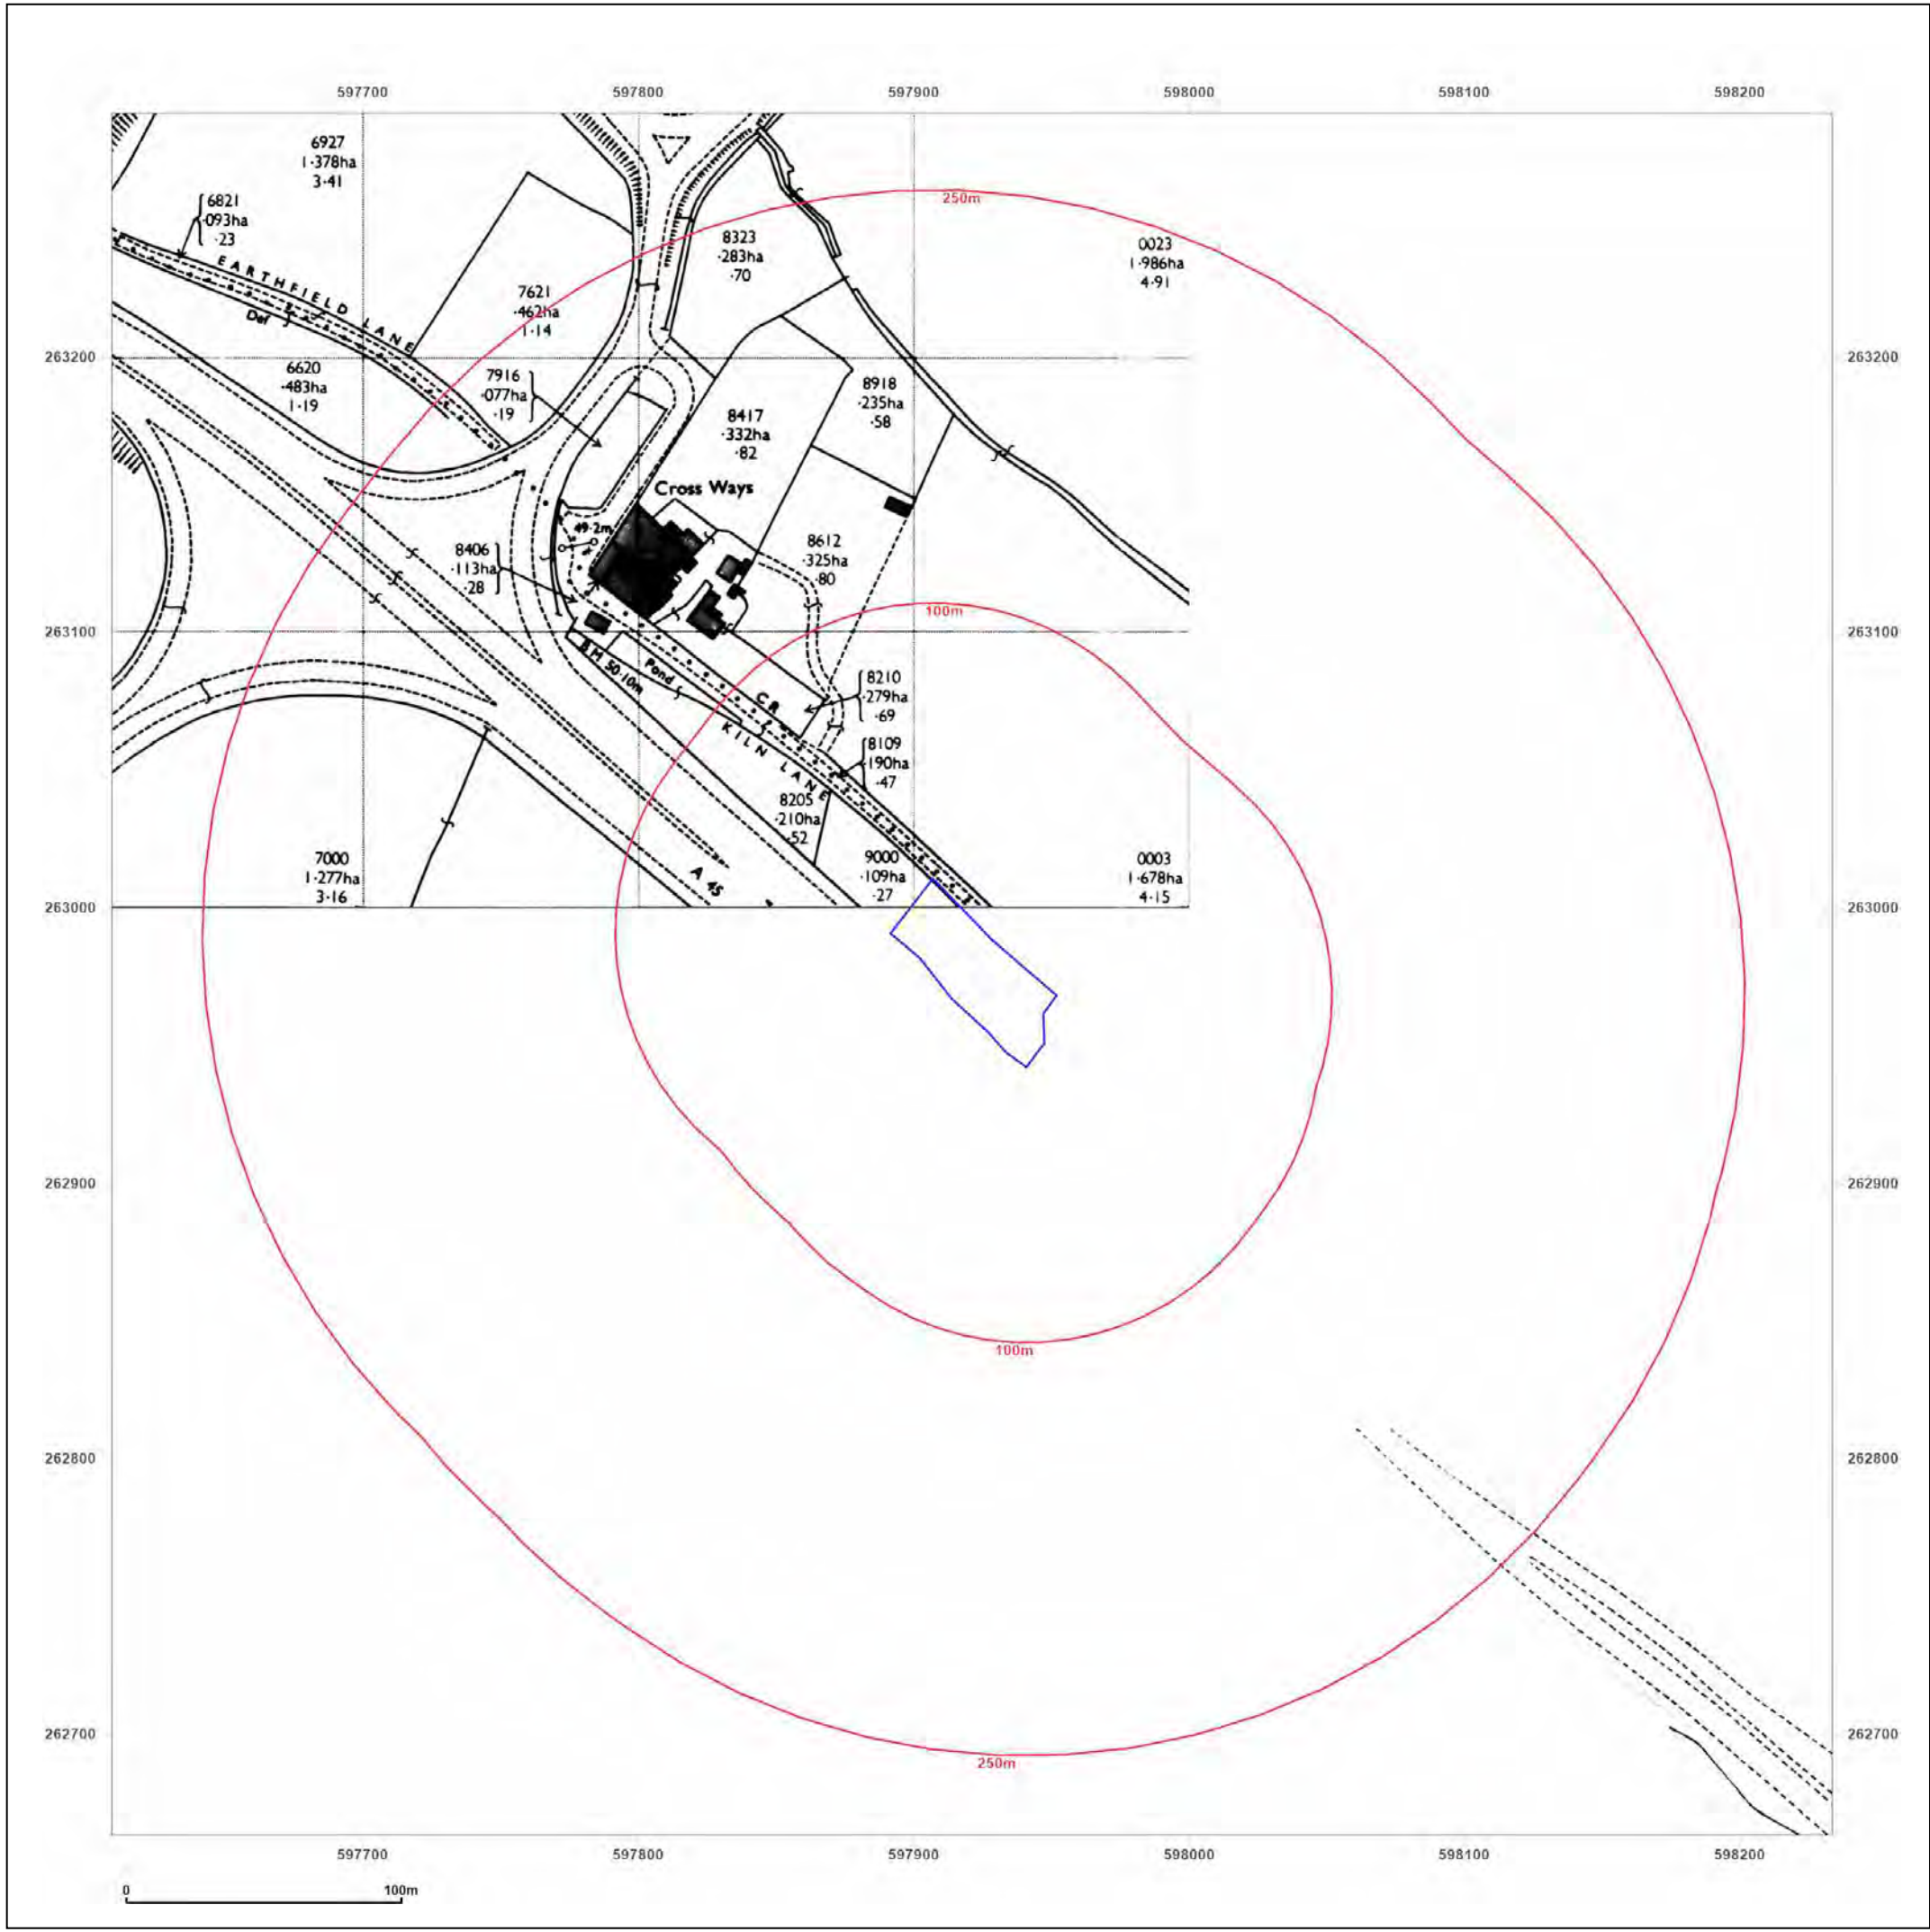 597700 597800 597900 598000 598100 598200
6927
1·378ha
3·41
6821
·093ha
·23
250m
8323
·283ha
·70
0023
1·986ha
4·91
EARTHFIELD LANE
Def
7621
·462ha
1·14
263200 263200
6620
·483ha
1·19
7916
·077ha
·19
8918
·235ha
·58
8417
·332ha
·82
Cross Ways
49·2m
8406
·113ha
·28
8612
·325ha
·80
100m
263100 263100
BM 50·10m
Pond
CR
8210
·279ha
·69
KILN LANE
8109
·190ha
·47
8205
·210ha
·52
7000
1·277ha
3·16
A 45
9000
·109ha
·27
0003
1·678ha
4·15
263000 263000
262900 262900
100m
262800 262800
262700 262700
250m
597700 597800 597900 598000 598100 598200
0 100m